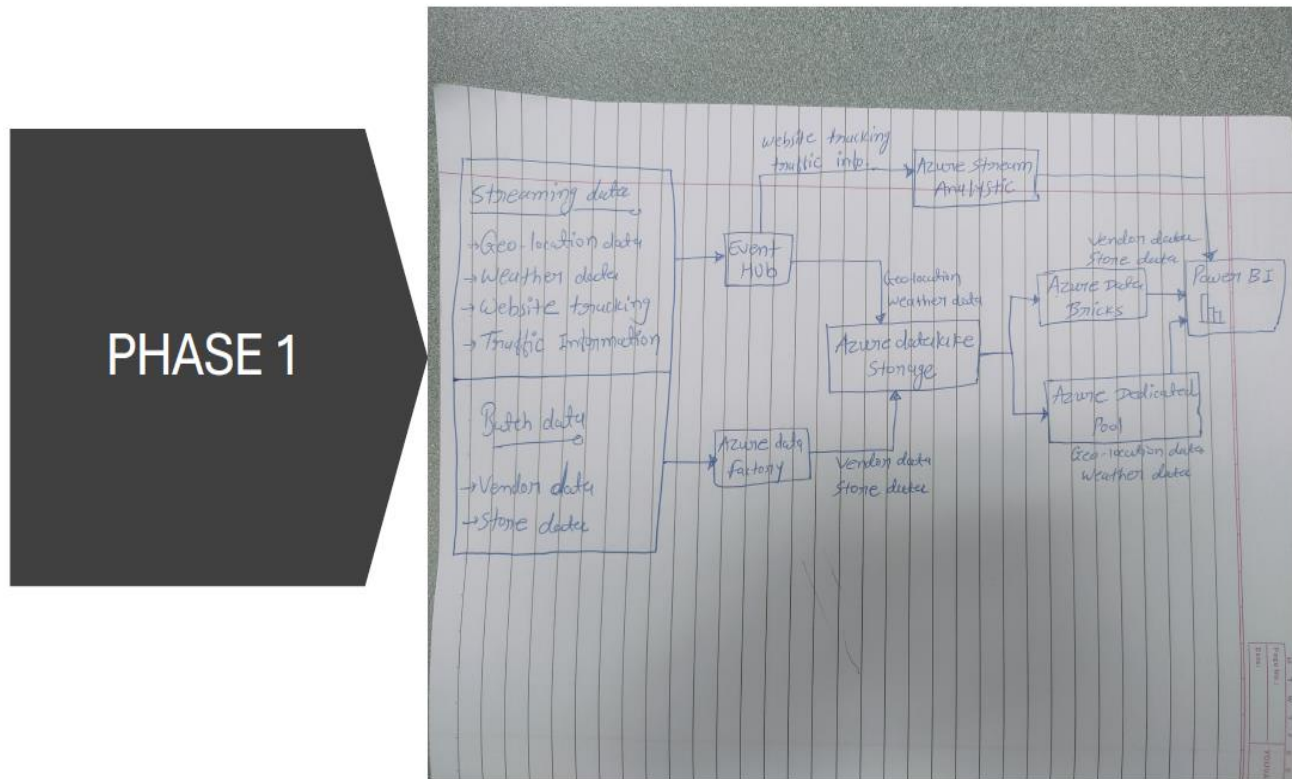 PHASE 1
Streaming data
→Geo-location data
→Weather data
→Website tracking
→Traffic Information
Batch data
→Vendor data
→Store data
Event
HUB
Azure data
factory
website tracking
traffic info.
Azure Stream
Analystic
Geolocation
weather data
Azure datalake
Storage
Vendor data
Store data
Vendor data
Store data
Azure Data
Bricks
Azure Dedicated
Pool
Geo-location data
weather data
Power BI
Page No.:
Date: